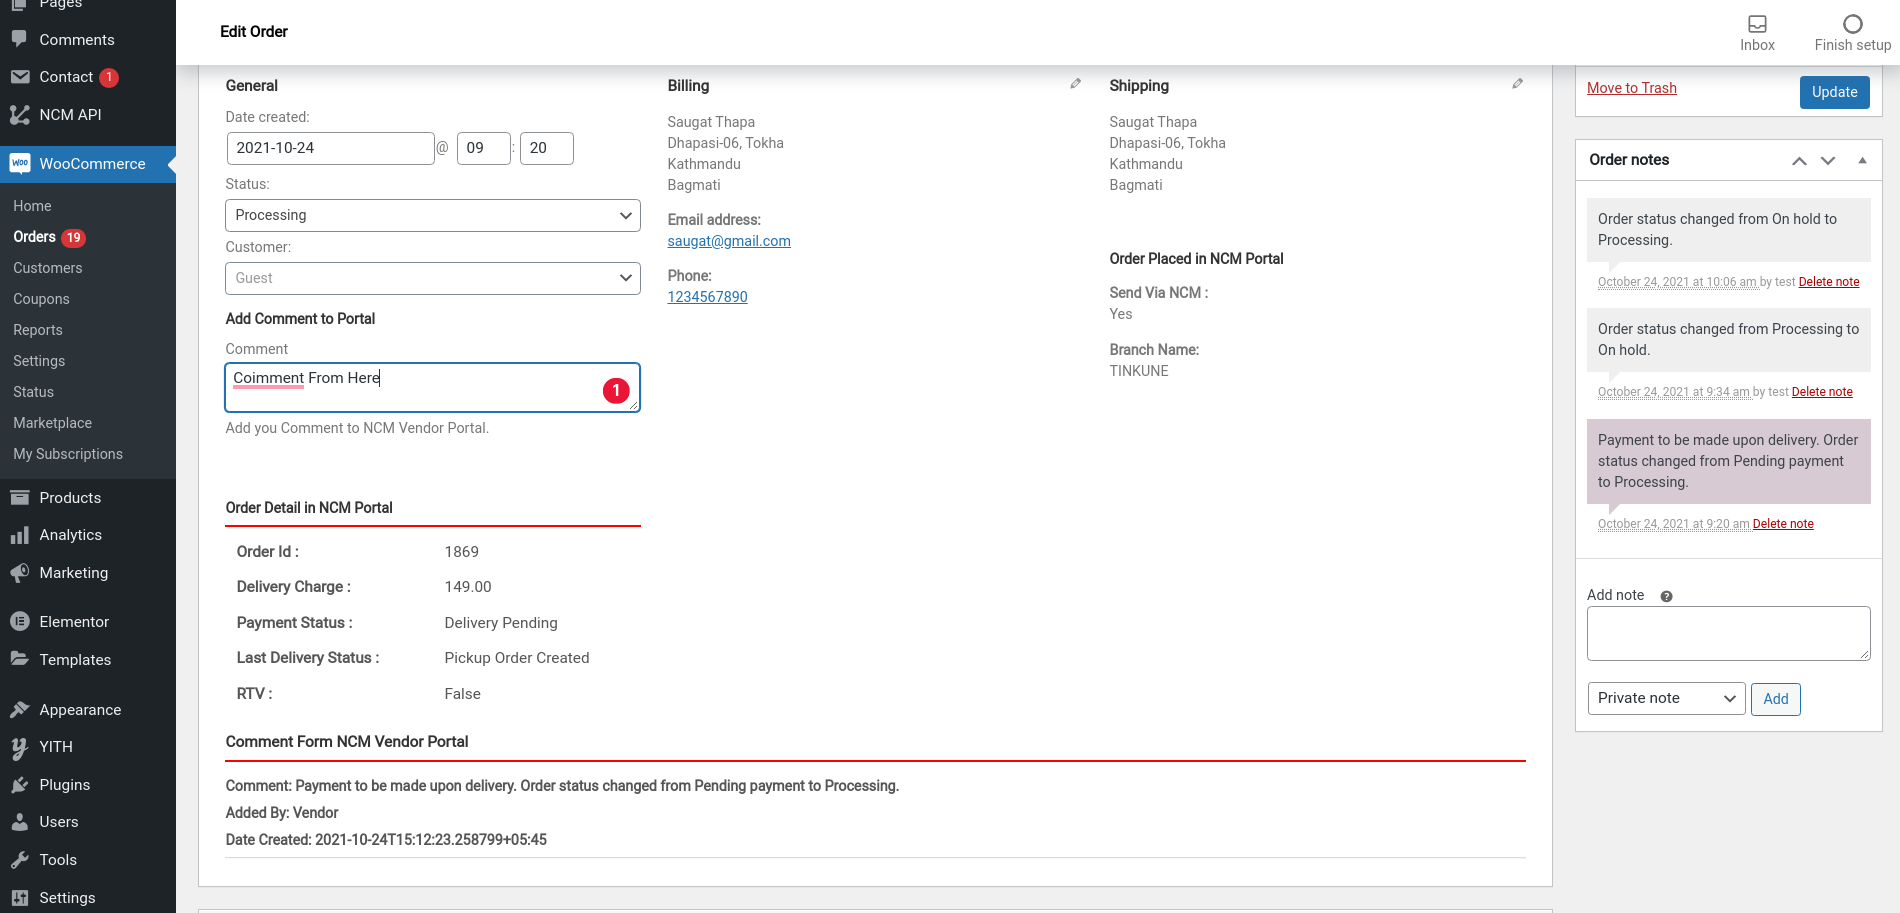 Pages
Comments
Contact 1
NCM API
Woo WooCommerce
Home
Orders 19
Customers
Coupons
Reports
Settings
Status
Marketplace
My Subscriptions
Products
Analytics
Marketing
Elementor
Templates
Appearance
YITH
Plugins
Users
Tools
Settings
Edit Order
Inbox
Finish setup
General
Date created:
2021-10-24 @ 09 : 20
Status:
Processing
Customer:
Guest
Add Comment to Portal
Comment
Coimment From Here
1
Add you Comment to NCM Vendor Portal.
Billing
Saugat Thapa
Dhapasi-06, Tokha
Kathmandu
Bagmati
Email address:
saugat@gmail.com
Phone:
1234567890
Shipping
Saugat Thapa
Dhapasi-06, Tokha
Kathmandu
Bagmati
Order Placed in NCM Portal
Send Via NCM :
Yes
Branch Name:
TINKUNE
Order Detail in NCM Portal
Order Id : 1869
Delivery Charge : 149.00
Payment Status : Delivery Pending
Last Delivery Status : Pickup Order Created
RTV : False
Comment Form NCM Vendor Portal
Comment: Payment to be made upon delivery. Order status changed from Pending payment to Processing.
Added By: Vendor
Date Created: 2021-10-24T15:12:23.258799+05:45
Move to Trash
Update
Order notes
Order status changed from On hold to
Processing.
October 24, 2021 at 10:06 am by test Delete note
Order status changed from Processing to
On hold.
October 24, 2021 at 9:34 am by test Delete note
Payment to be made upon delivery. Order
status changed from Pending payment
to Processing.
October 24, 2021 at 9:20 am Delete note
Add note ?
Private note
Add